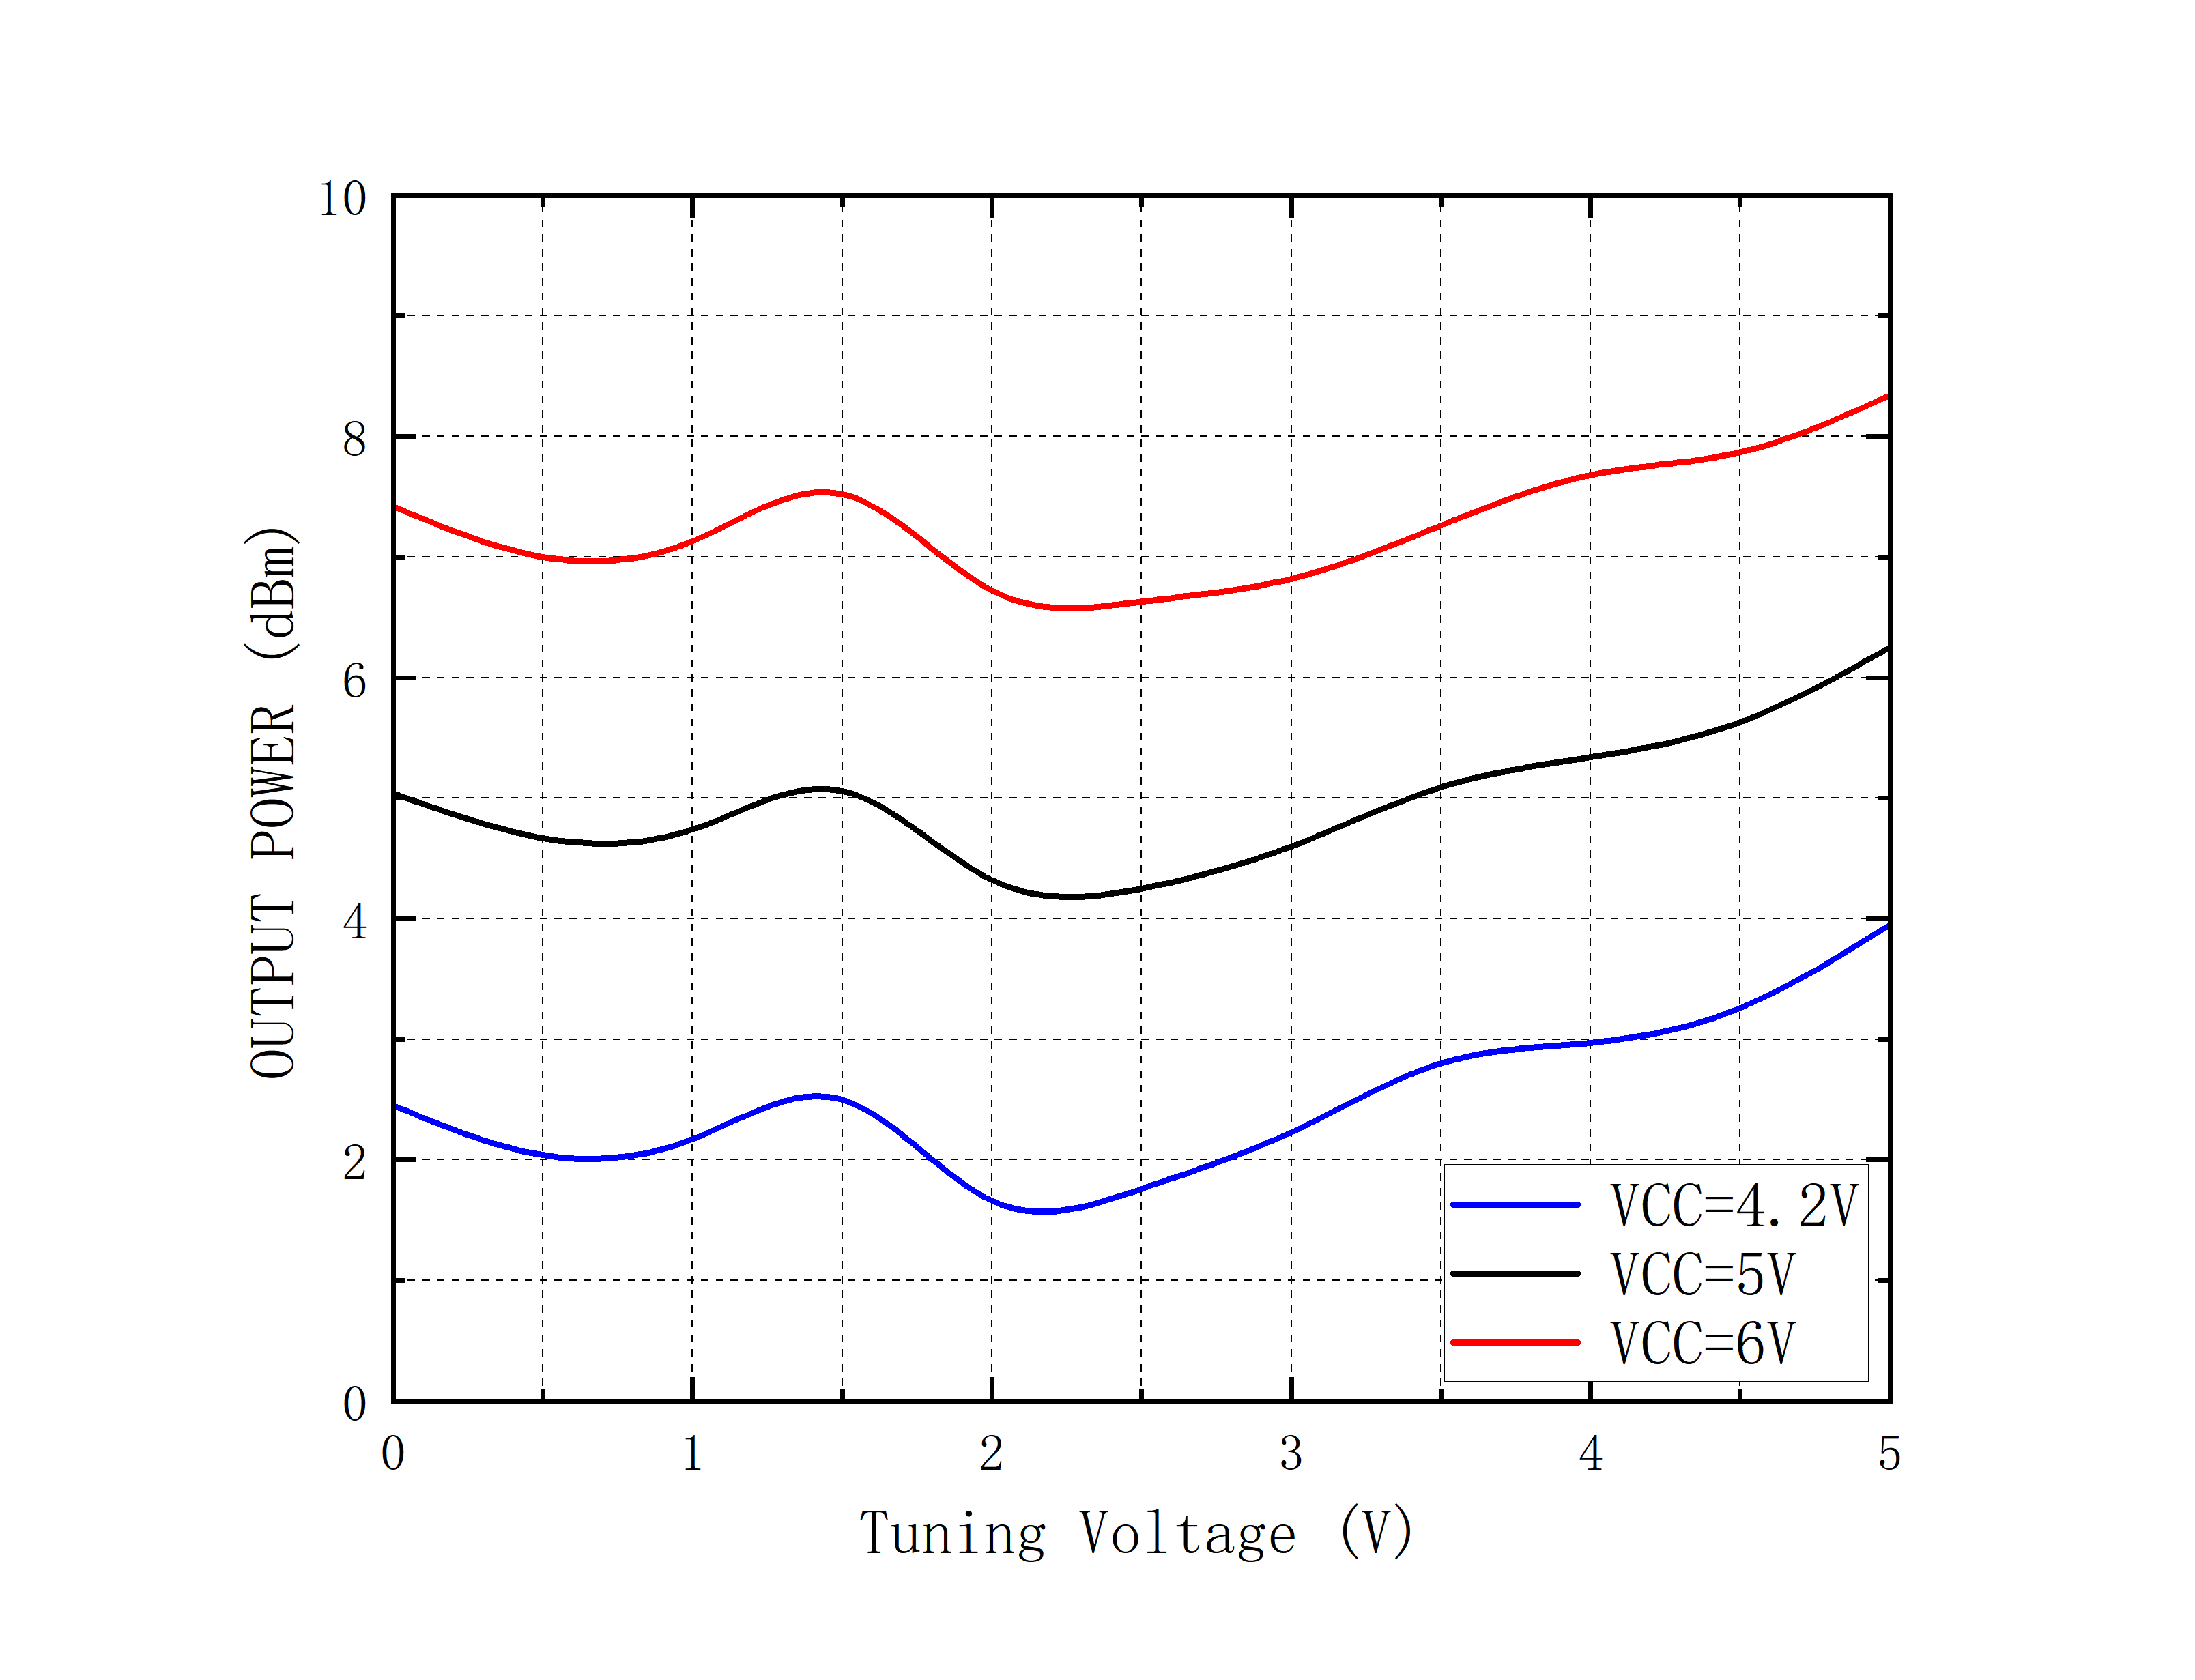 OUTPUT POWER (dBm)
10
8
6
4
2
0
0 1 2 3 4 5
Tuning Voltage (V)
VCC=4.2V
VCC=5V
VCC=6V